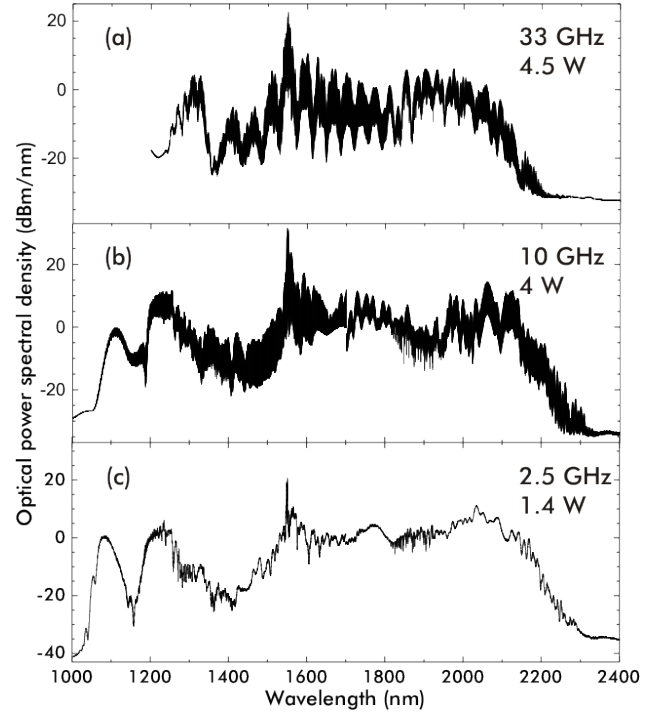 Optical power spectral density (dBm/nm)
(a)
33 GHz
4.5 W
20
0
-20
(b)
10 GHz
4 W
20
0
-20
(c)
2.5 GHz
1.4 W
20
0
-20
-40
1000 1200 1400 1600 1800 2000 2200 2400
Wavelength (nm)